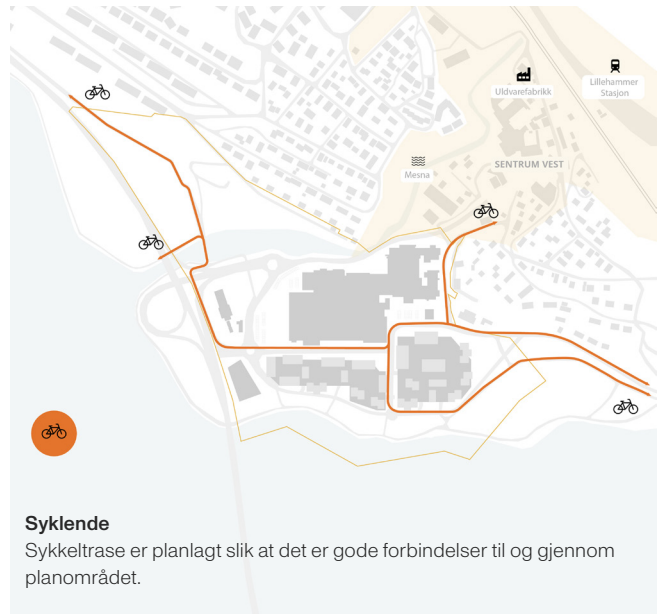 Uldvarefabrikk
Lillehammer
Stasjon
SENTRUM VEST
Mesna
Syklende
Sykkeltrase er planlagt slik at det er gode forbindelser til og gjennom
planområdet.